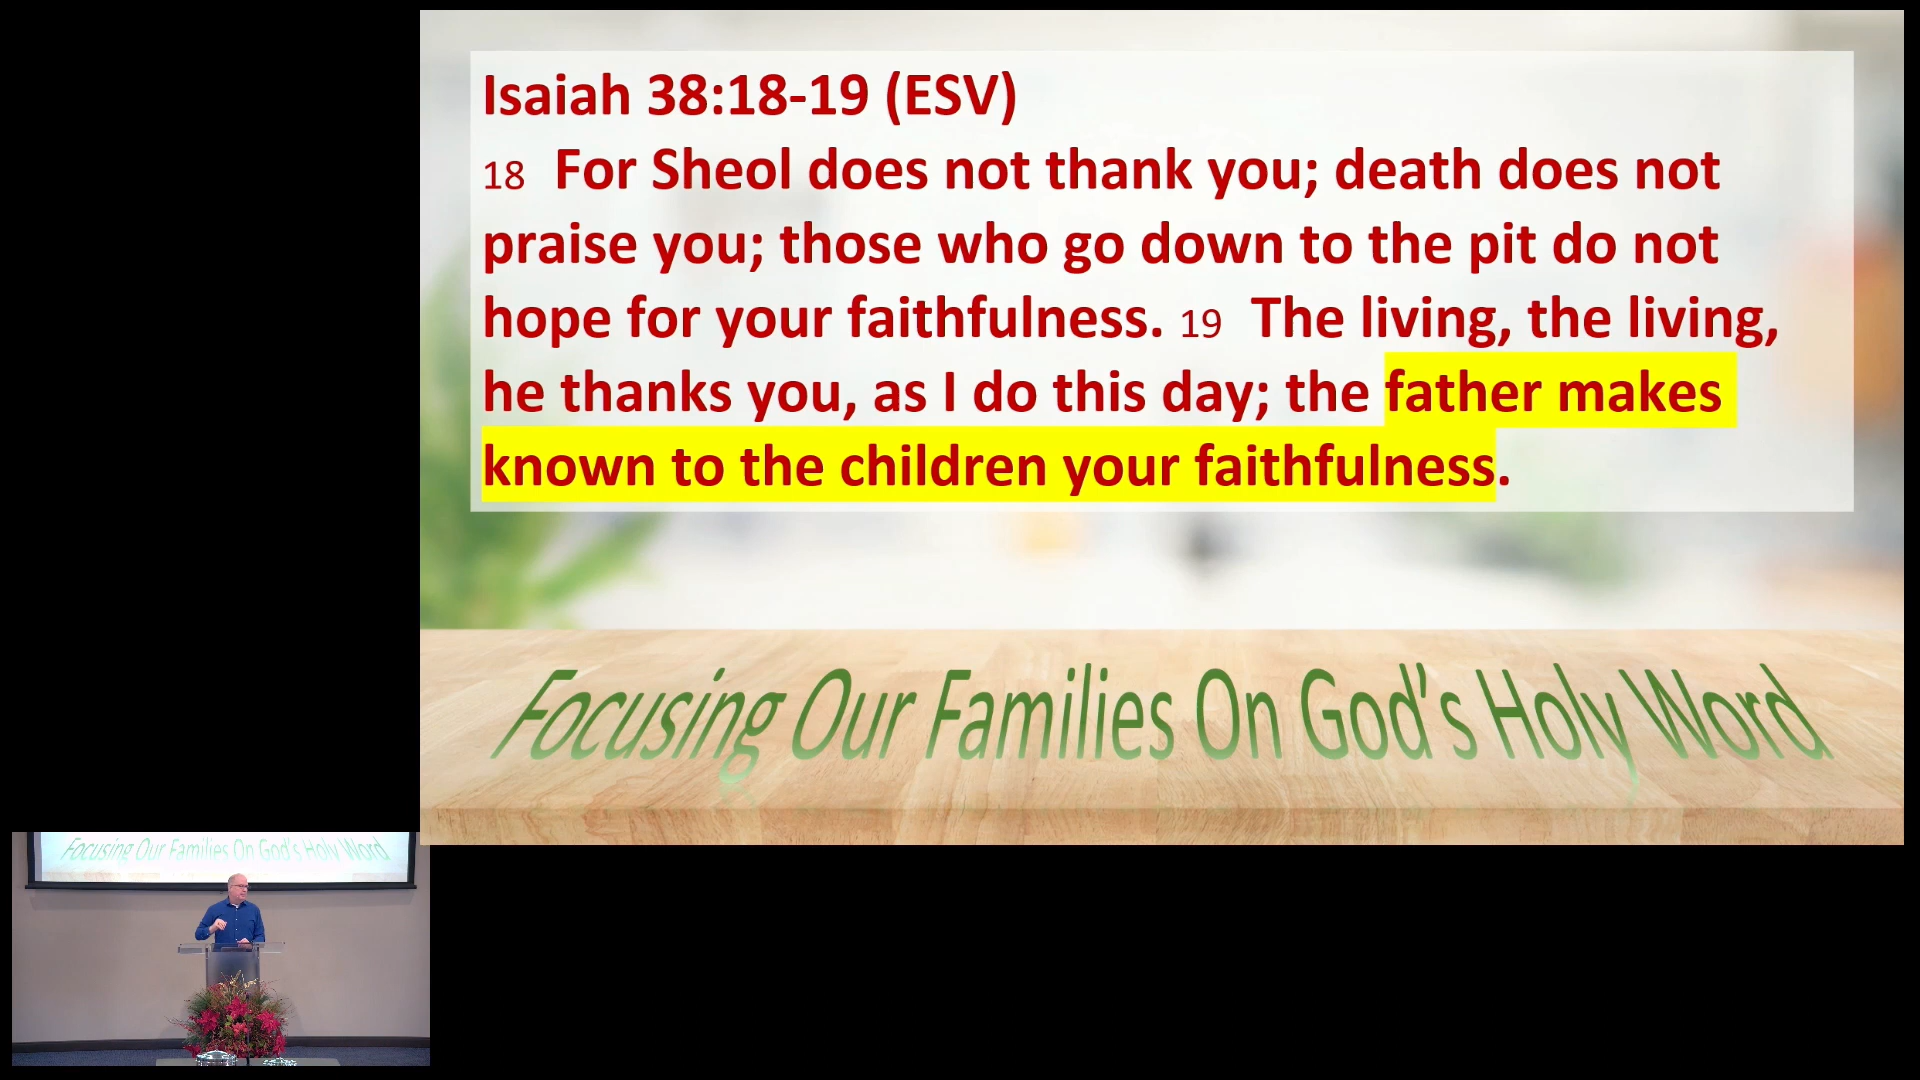 Isaiah 38:18-19 (ESV)
18 For Sheol does not thank you; death does not
praise you; those who go down to the pit do not
hope for your faithfulness. 19 The living, the living,
he thanks you, as I do this day; the father makes
known to the children your faithfulness.
Focusing Our Families On God's Holy Word
Focusing Our Families On God's Holy Word